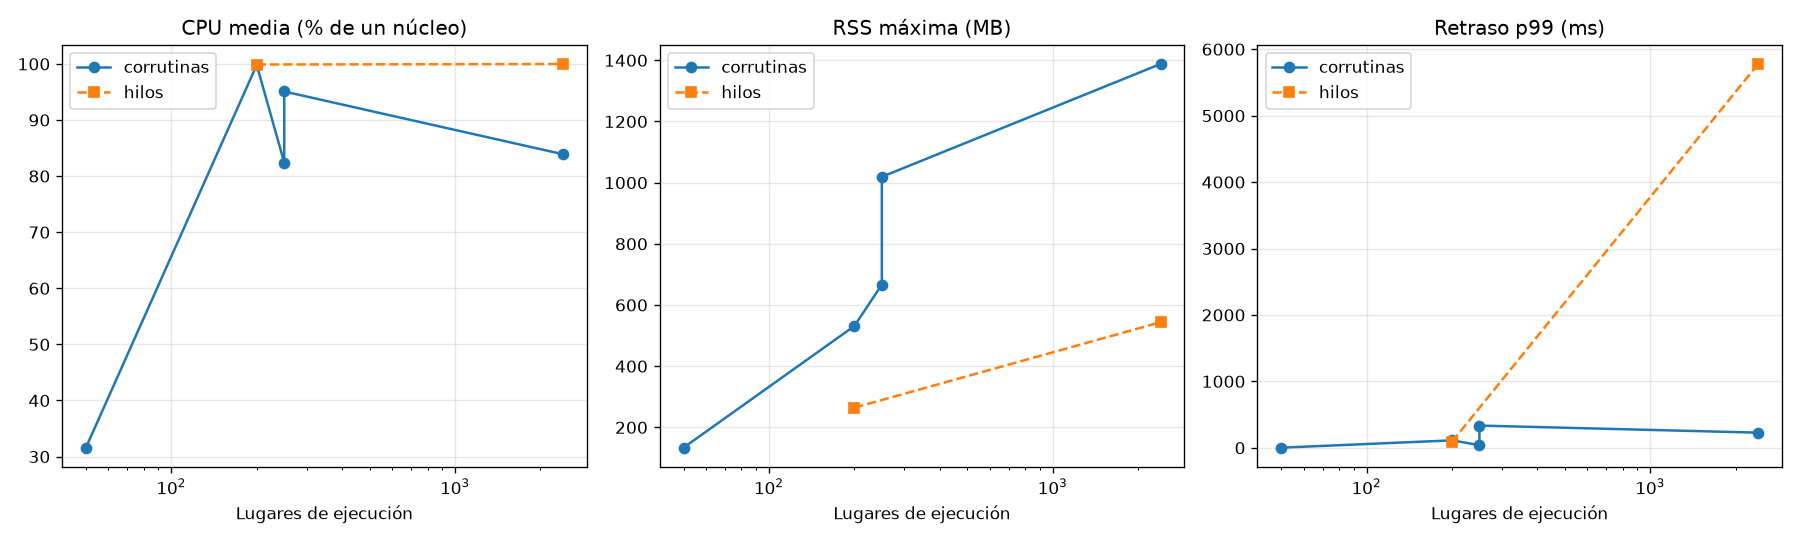 CPU media (% de un núcleo)
corrutinas
hilos
100
90
80
70
60
50
40
30
10²
10³
Lugares de ejecución
RSS máxima (MB)
corrutinas
hilos
1400
1200
1000
800
600
400
200
10²
10³
Lugares de ejecución
Retraso p99 (ms)
corrutinas
hilos
6000
5000
4000
3000
2000
1000
0
10²
10³
Lugares de ejecución